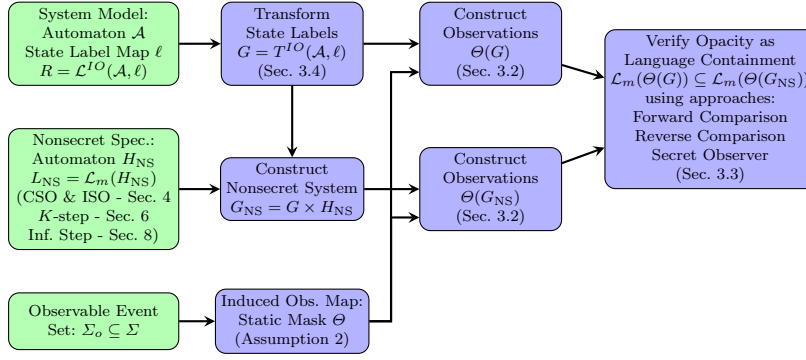 System Model:
Automaton 𝒜
State Label Map ℓ
R = ℒ^{IO}(𝒜, ℓ)
Transform
State Labels
G = T^{IO}(𝒜, ℓ)
(Sec. 3.4)
Construct
Observations
Θ(G)
(Sec. 3.2)
Verify Opacity as
Language Containment
ℒ_m(Θ(G)) ⊆ ℒ_m(Θ(G_NS))
using approaches:
Forward Comparison
Reverse Comparison
Secret Observer
(Sec. 3.3)
Nonsecret Spec.:
Automaton H_NS
L_NS = ℒ_m(H_NS)
(CSO & ISO - Sec. 4
K-step - Sec. 6
Inf. Step - Sec. 8)
Construct
Nonsecret System
G_NS = G × H_NS
Construct
Observations
Θ(G_NS)
(Sec. 3.2)
Observable Event
Set: Σ_o ⊆ Σ
Induced Obs. Map:
Static Mask Θ
(Assumption 2)